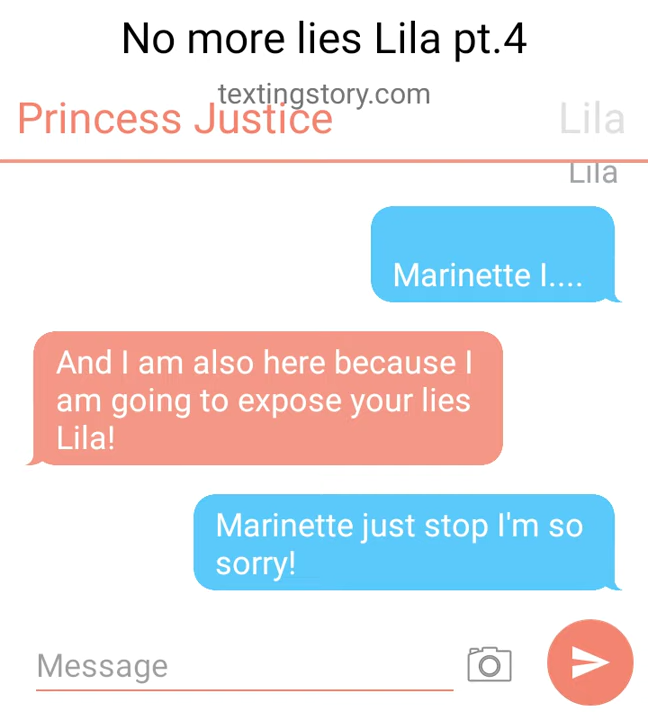 No more lies Lila pt.4
textingstory.com
Princess Justice
Lila
Lila
Marinette I....
And I am also here because I
am going to expose your lies
Lila!
Marinette just stop I'm so
sorry!
Message